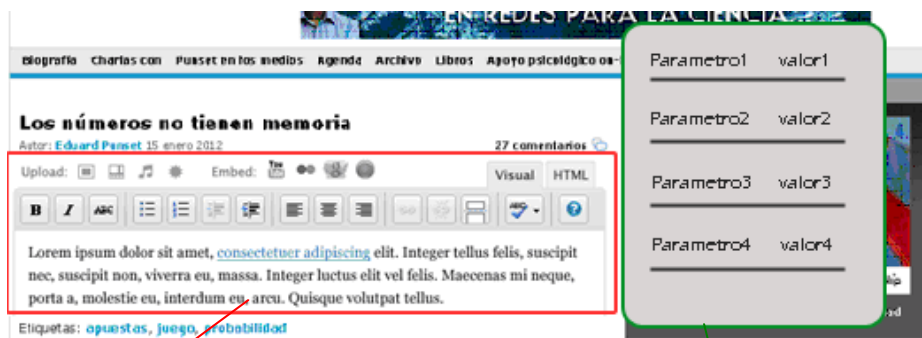 EN REDES PARA LA CIENCIA
Biografía Charlas con Punset en los medios Agenda Archivo Libros Apoyo psicológico on-
Los números no tienen memoria
Autor: Eduard Punset 15 enero 2012 27 comentarios
Upload: Embed: You Visual HTML
B I ABC ABC
Lorem ipsum dolor sit amet, consectetuer adipiscing elit. Integer tellus felis, suscipit
nec, suscipit non, viverra eu, massa. Integer luctus elit vel felis. Maecenas mi neque,
porta a, molestie eu, interdum eu, arcu. Quisque volutpat tellus.
Etiquetas: apuestas, juego, probabilidad
Parametro1 valor1
Parametro2 valor2
Parametro3 valor3
Parametro4 valor4